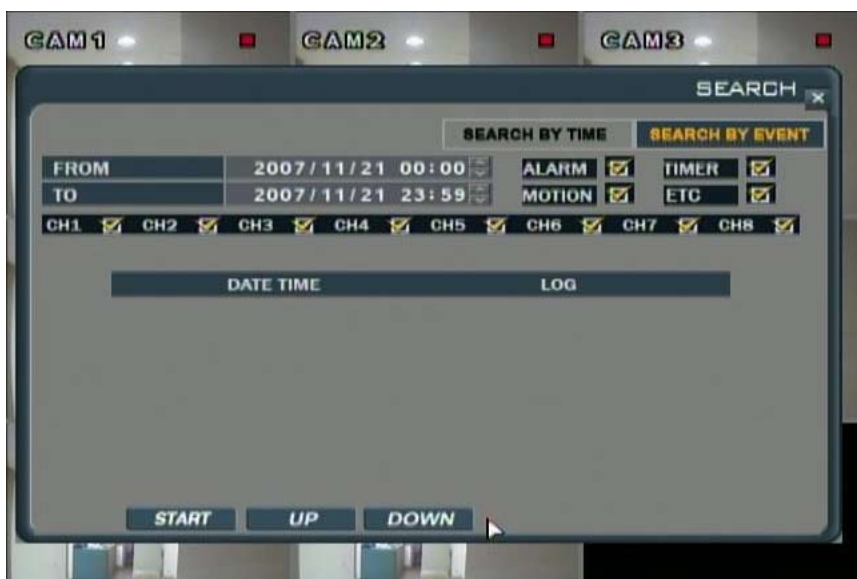 CAM1 CAM2 CAM3
SEARCH
SEARCH BY TIME SEARCH BY EVENT
FROM 2007/11/21 00:00 ALARM TIMER
TO 2007/11/21 23:59 MOTION ETC
CH1 CH2 CH3 CH4 CH5 CH6 CH7 CH8
DATE TIME LOG
START UP DOWN